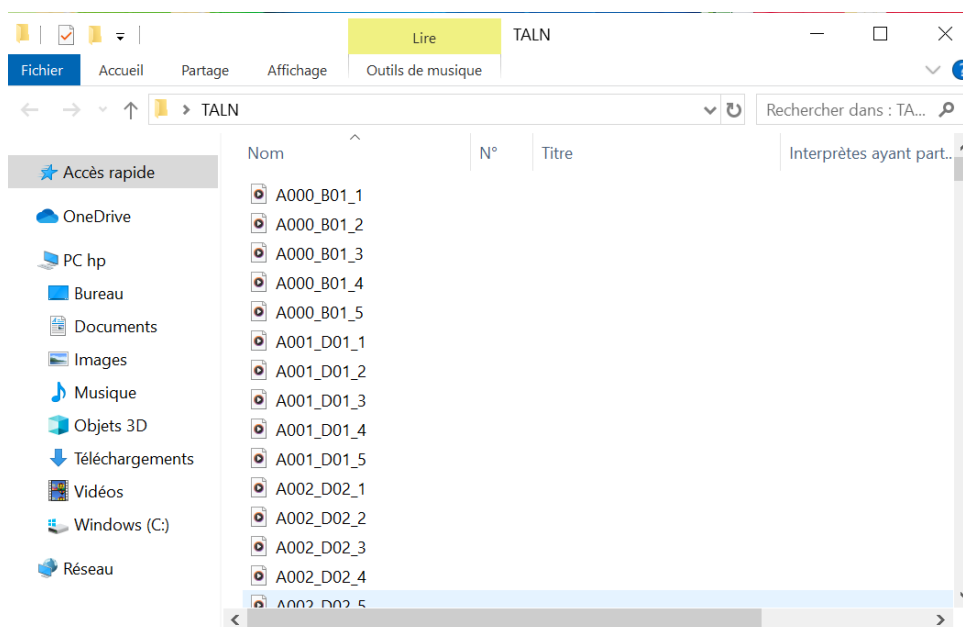 Lire
TALN
Fichier
Accueil
Partage
Affichage
Outils de musique
?
TALN
Rechercher dans : TA...
Nom
N°
Titre
Interprètes ayant part...
Accès rapide
OneDrive
PC hp
Bureau
Documents
Images
Musique
Objets 3D
Téléchargements
Vidéos
Windows (C:)
Réseau
A000_B01_1
A000_B01_2
A000_B01_3
A000_B01_4
A000_B01_5
A001_D01_1
A001_D01_2
A001_D01_3
A001_D01_4
A001_D01_5
A002_D02_1
A002_D02_2
A002_D02_3
A002_D02_4
A002_D02_5